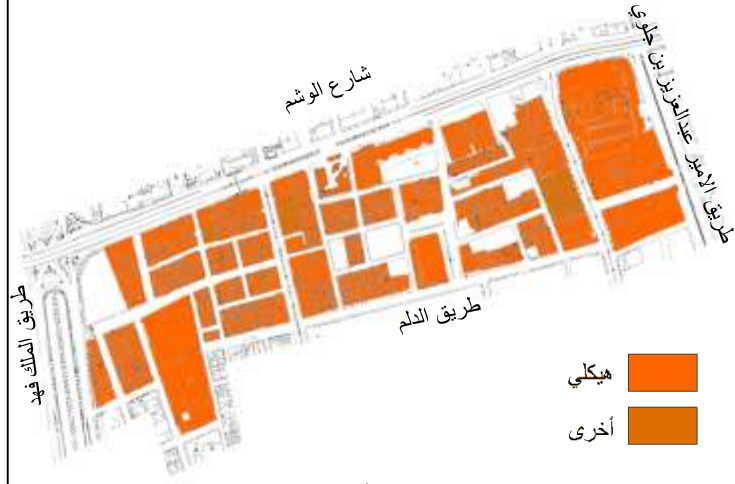 شارع الوشم
طريق الامير عبدالعزيز بن جلوي
طريق الملك فهد
طريق الدلم
هيكلي
أخرى